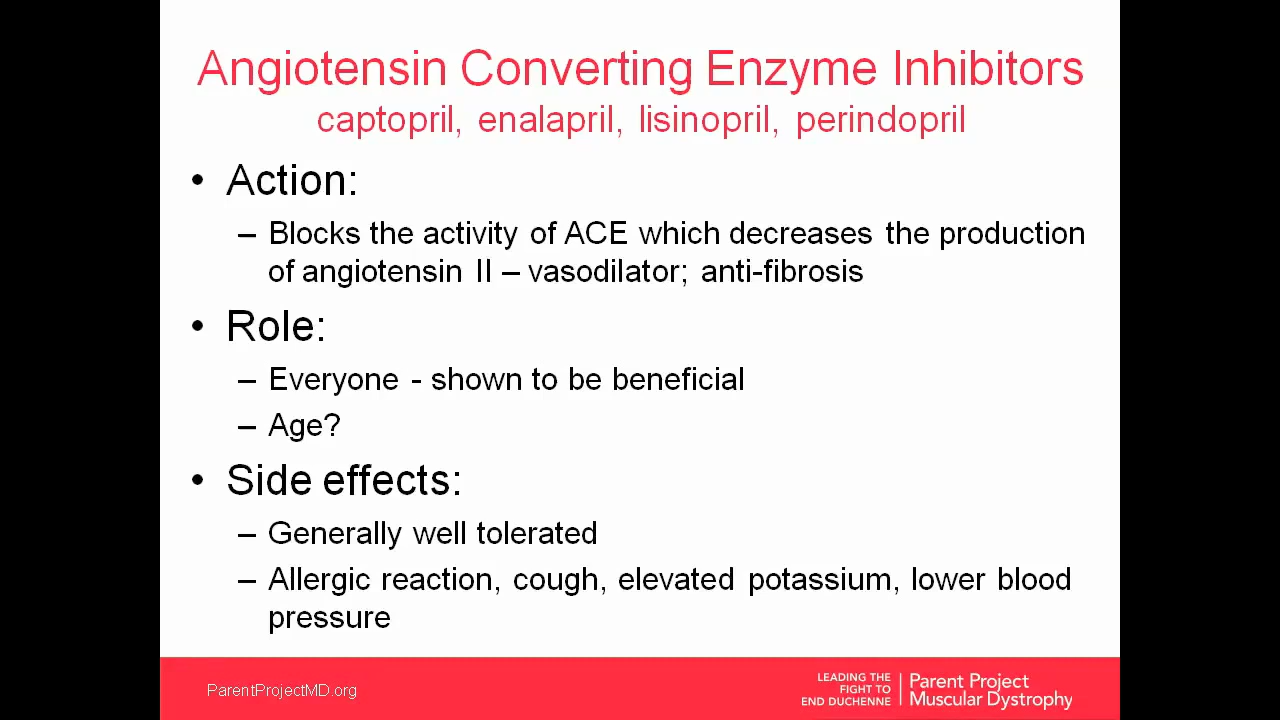 Angiotensin Converting Enzyme Inhibitors
captopril, enalapril, lisinopril, perindopril
• Action:
– Blocks the activity of ACE which decreases the production
of angiotensin II – vasodilator; anti-fibrosis
• Role:
– Everyone - shown to be beneficial
– Age?
• Side effects:
– Generally well tolerated
– Allergic reaction, cough, elevated potassium, lower blood
pressure
ParentProjectMD.org
LEADING THE
FIGHT TO
END DUCHENNE
Parent Project
Muscular Dystrophy